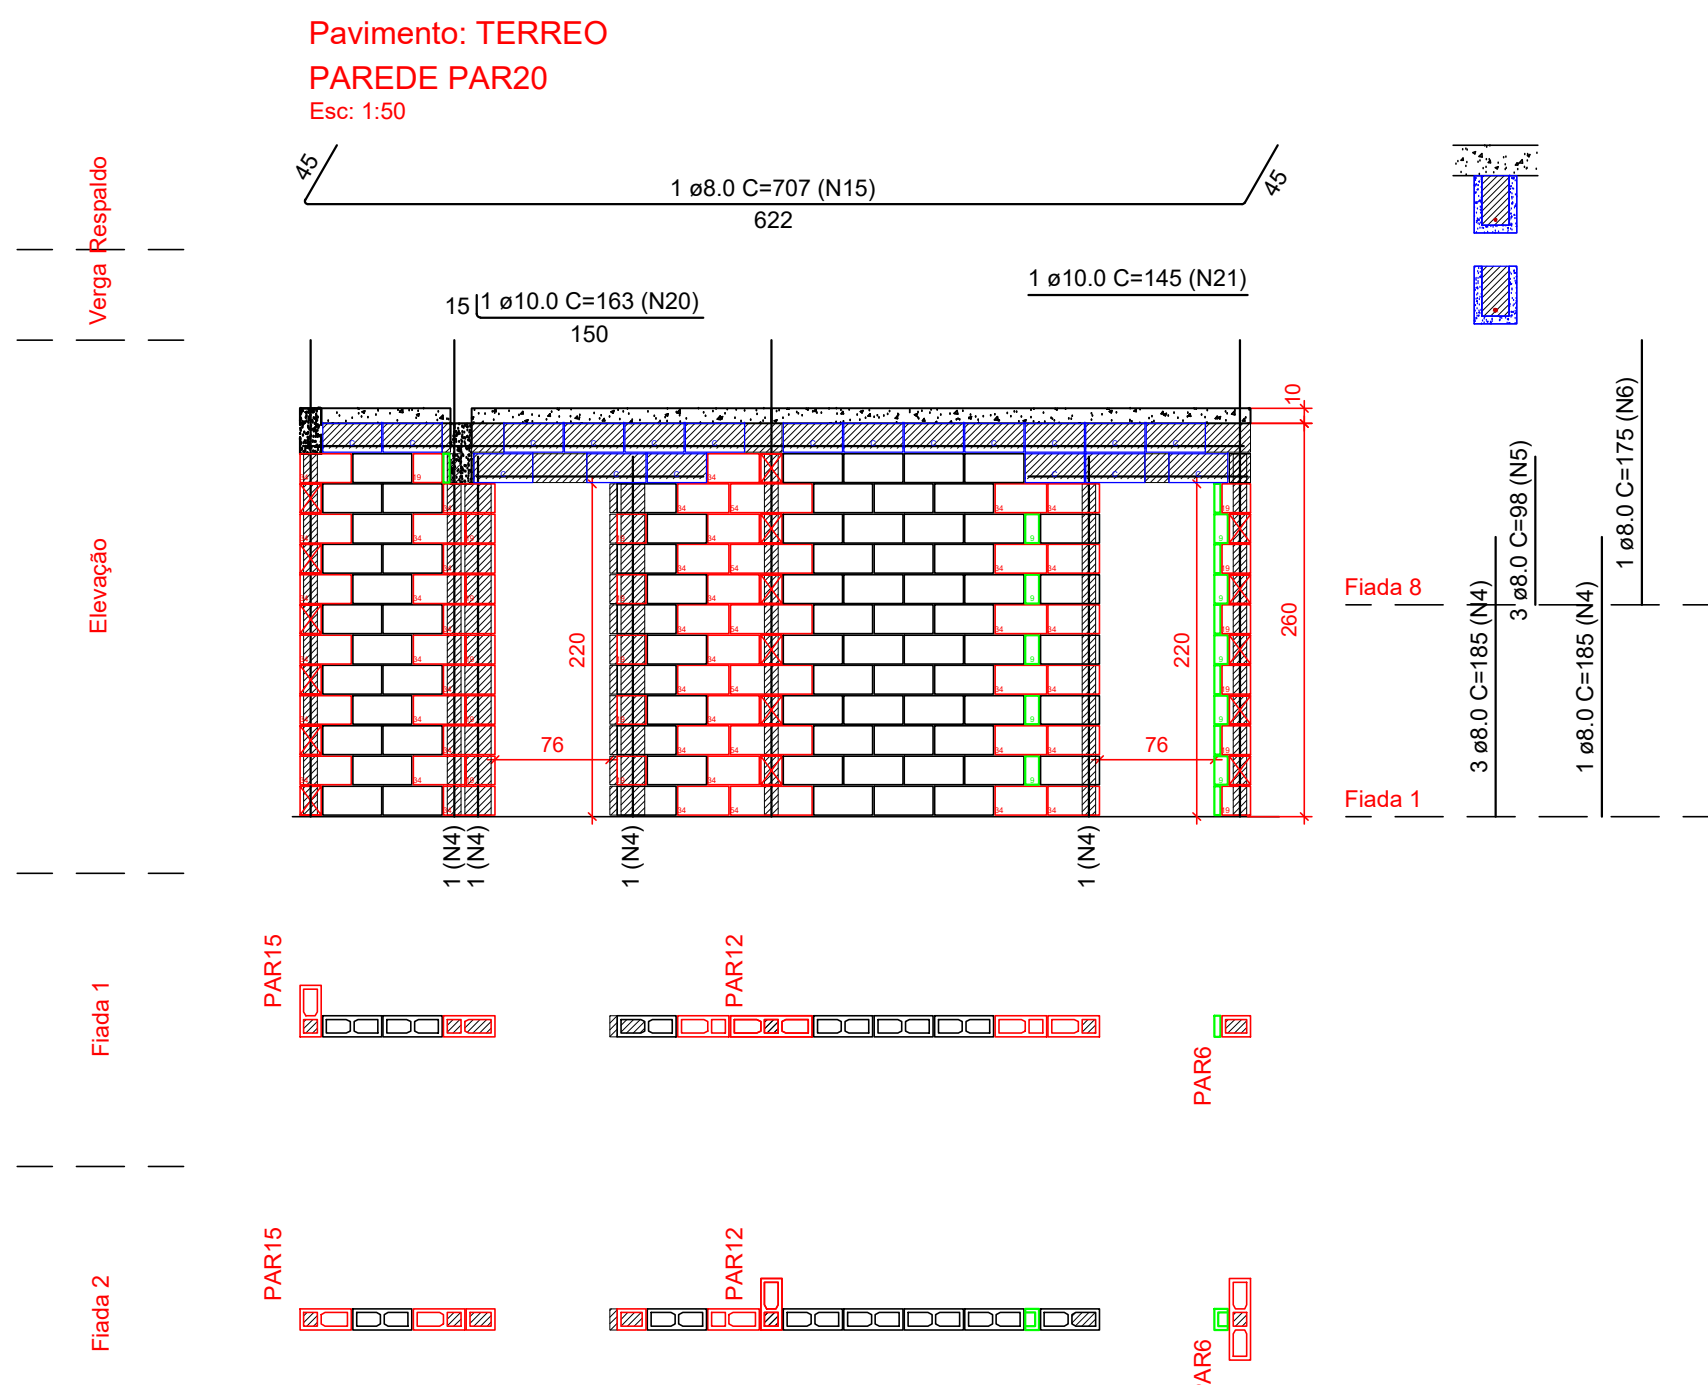 Pavimento: TERREO
PAREDE PAR20
Esc: 1:50
Respaldo
45
1 ø8.0 C=707 (N15)
622
45
Verga
15
1 ø10.0 C=163 (N20)
150
1 ø10.0 C=145 (N21)
Elevação
10
260
220
220
76
76
1 (N4)
1 (N4)
1 (N4)
1 (N4)
Fiada 8
Fiada 1
3 ø8.0 C=185 (N4)
3 ø8.0 C=98 (N5)
1 ø8.0 C=185 (N4)
1 ø8.0 C=175 (N6)
Fiada 1
PAR15
PAR12
PAR6
Fiada 2
PAR15
PAR12
PAR6